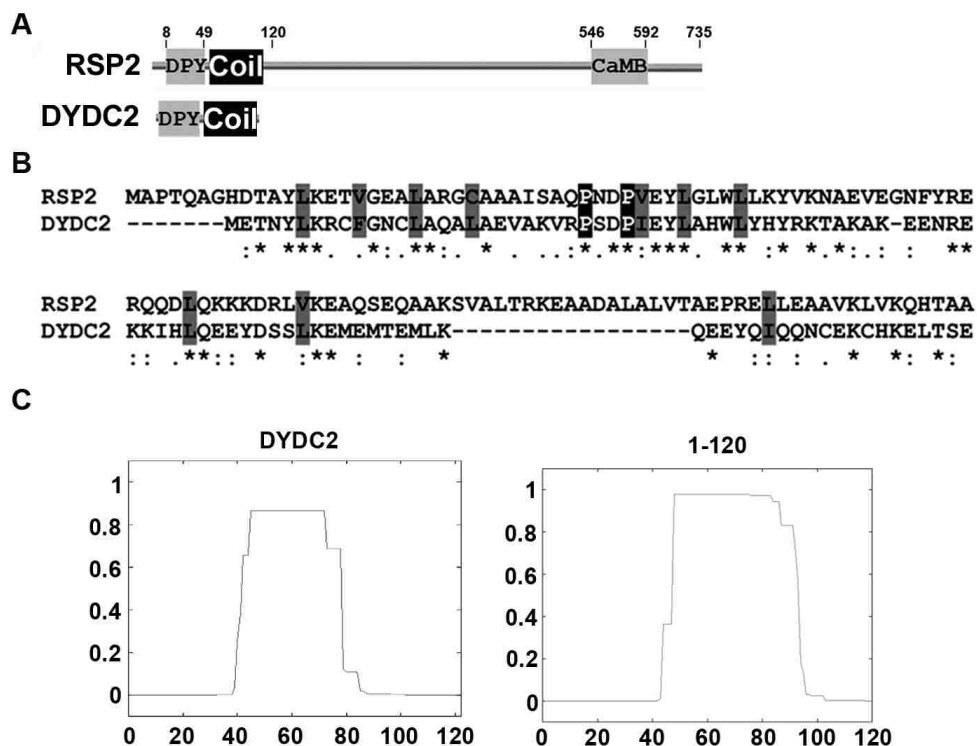 A
8 49 120 546 592 735
RSP2 DPY Coil CaMB
DYDC2 DPY Coil
B
RSP2 MAPTQAGHDTAYLKETVGEALARGCAAAISAQPNDPVEYLGLWLLKYVKNAEVEGNFYRE
DYDC2 -------METNYLKRCFGNCLAQALAEVAKVRPSDPIEYLAHWLYHYRKTAKAK-EENRE
:* **: . * :** . * . .: :*:**:***. ** :* *.*:.: : **
RSP2 RQQDLQKKKDRLVKEAQSEQAAKSVALTRKEAADALALVTAEPRELLEAAVKLVKQHTAA
DYDC2 KKIHLQEEYDSSLKEMEMTEMLK---------------QEEYQIQQNCEKCHKELTSE
:: .**:: * :** : : * * :: : . * * .*:
C
DYDC2
1
0.8
0.6
0.4
0.2
0
0 20 40 60 80 100 120
1-120
1
0.8
0.6
0.4
0.2
0
0 20 40 60 80 100 120